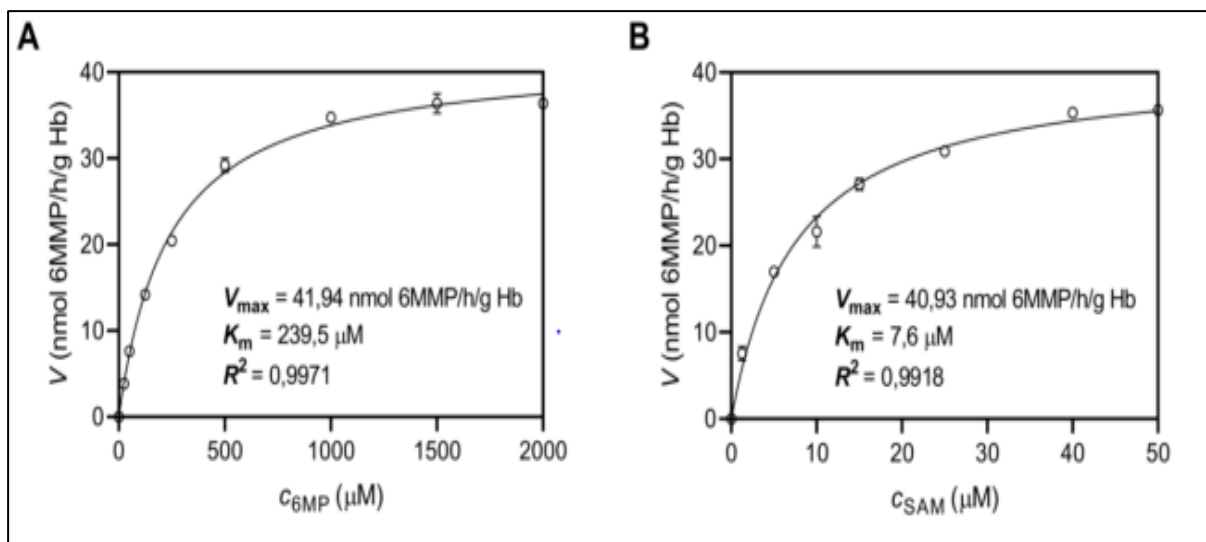 A
V (nmol 6MMP/h/g Hb)
40
30
20
10
0
Vmax = 41,94 nmol 6MMP/h/g Hb
Km = 239,5 μM
R² = 0,9971
0 500 1000 1500 2000
c6MP (μM)
B
V (nmol 6MMP/h/g Hb)
40
30
20
10
0
Vmax = 40,93 nmol 6MMP/h/g Hb
Km = 7,6 μM
R² = 0,9918
0 10 20 30 40 50
cSAM (μM)